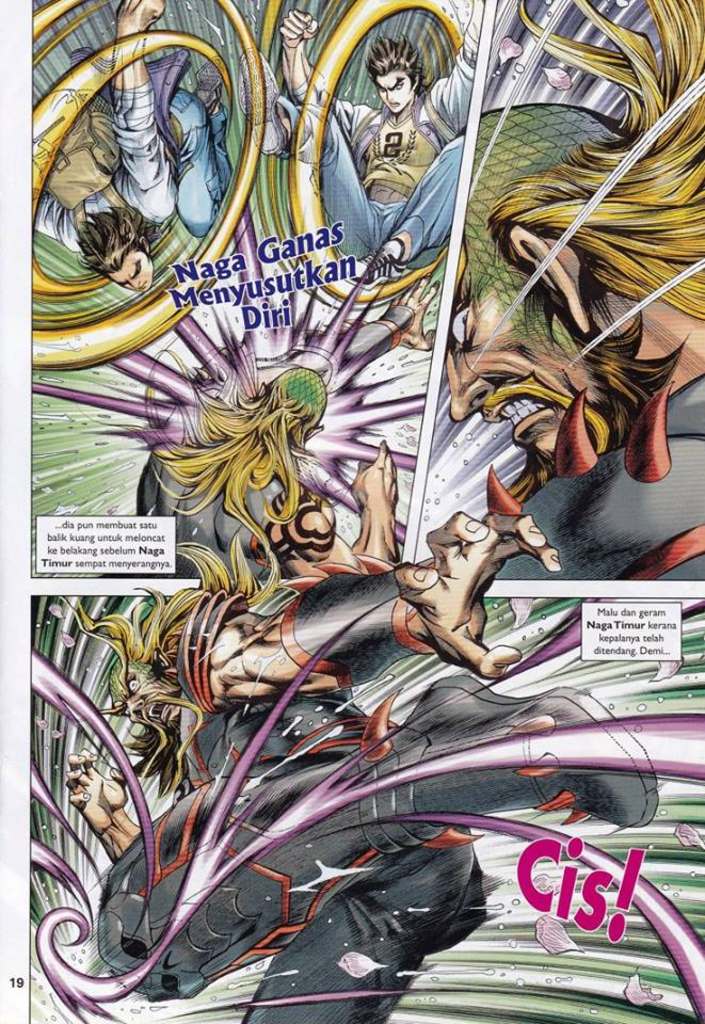 2
Naga Ganas
Menyusutkan
Diri
...dia pun membuat satu
balik kuang untuk meloncat
ke belakang sebelum Naga
Timur sempat menyerangnya.
Malu dan geram
Naga Timur kerana
kepalanya telah
ditendang. Demi...
Cis!
19